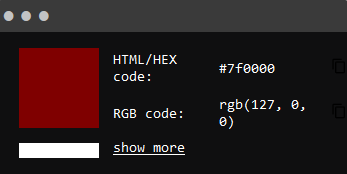 HTML/HEX
code:
#7f0000
RGB code:
rgb(127, 0,
0)
show more